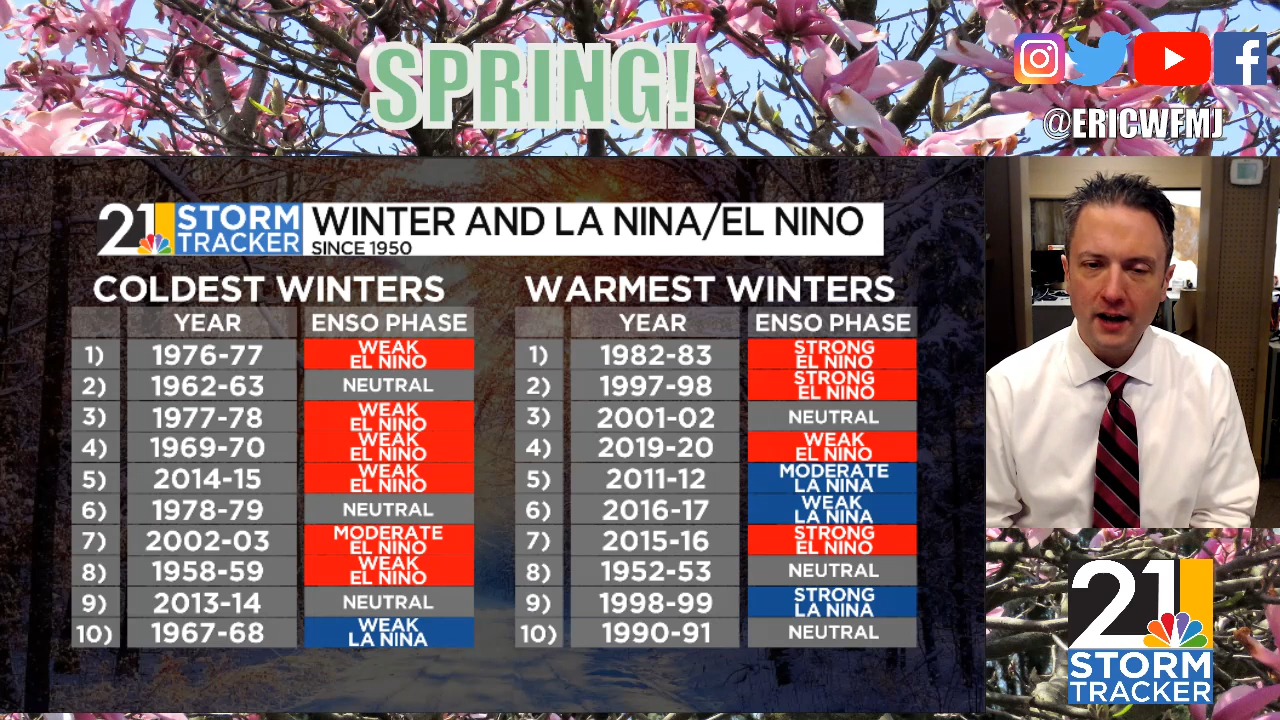 SPRING!
@ERICWFMJ
21 STORM TRACKER
WINTER AND LA NINA/EL NINO
SINCE 1950
COLDEST WINTERS
YEAR ENSO PHASE
1) 1976-77 WEAK EL NINO
2) 1962-63 NEUTRAL
3) 1977-78 WEAK EL NINO
4) 1969-70 WEAK EL NINO
5) 2014-15 WEAK EL NINO
6) 1978-79 NEUTRAL
7) 2002-03 MODERATE EL NINO
8) 1958-59 WEAK EL NINO
9) 2013-14 NEUTRAL
10) 1967-68 WEAK LA NINA
WARMEST WINTERS
YEAR ENSO PHASE
1) 1982-83 STRONG EL NINO
2) 1997-98 STRONG EL NINO
3) 2001-02 NEUTRAL
4) 2019-20 WEAK EL NINO
5) 2011-12 MODERATE LA NINA
6) 2016-17 WEAK LA NINA
7) 2015-16 STRONG EL NINO
8) 1952-53 NEUTRAL
9) 1998-99 STRONG LA NINA
10) 1990-91 NEUTRAL
21
STORM
TRACKER